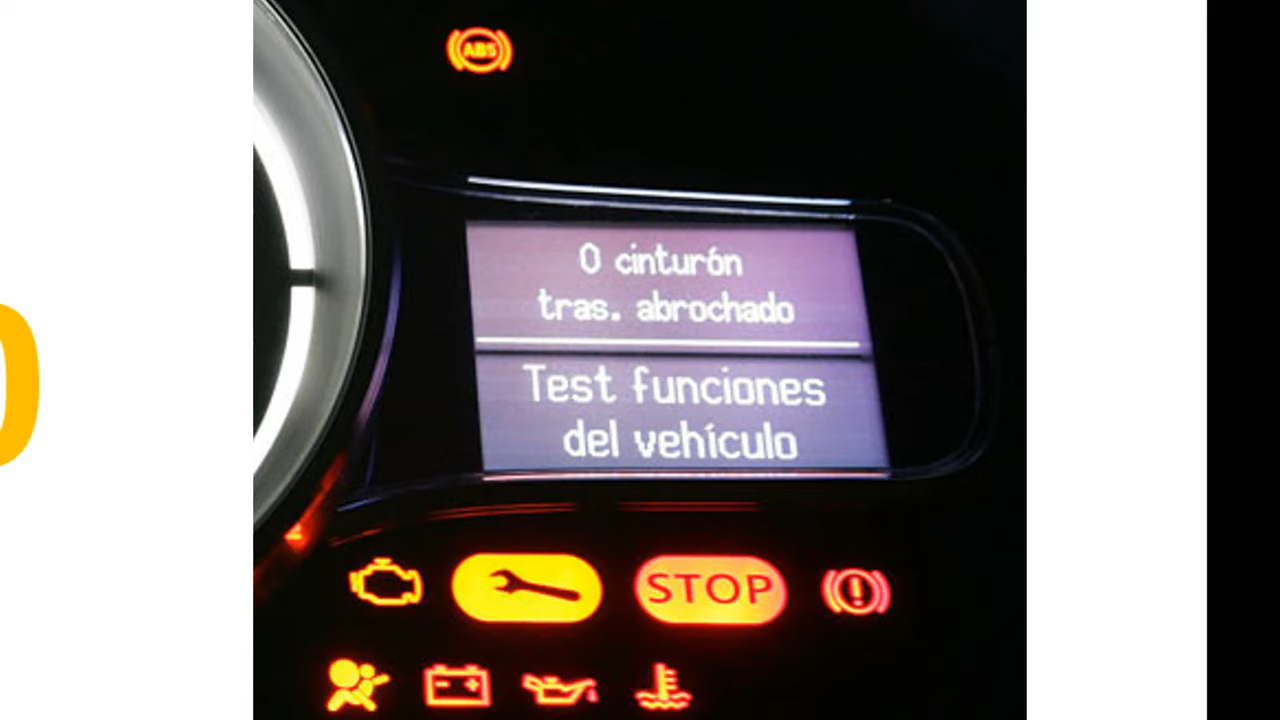 ABS
0 cinturón
tras. abrochado
Test funciones
del vehículo
STOP